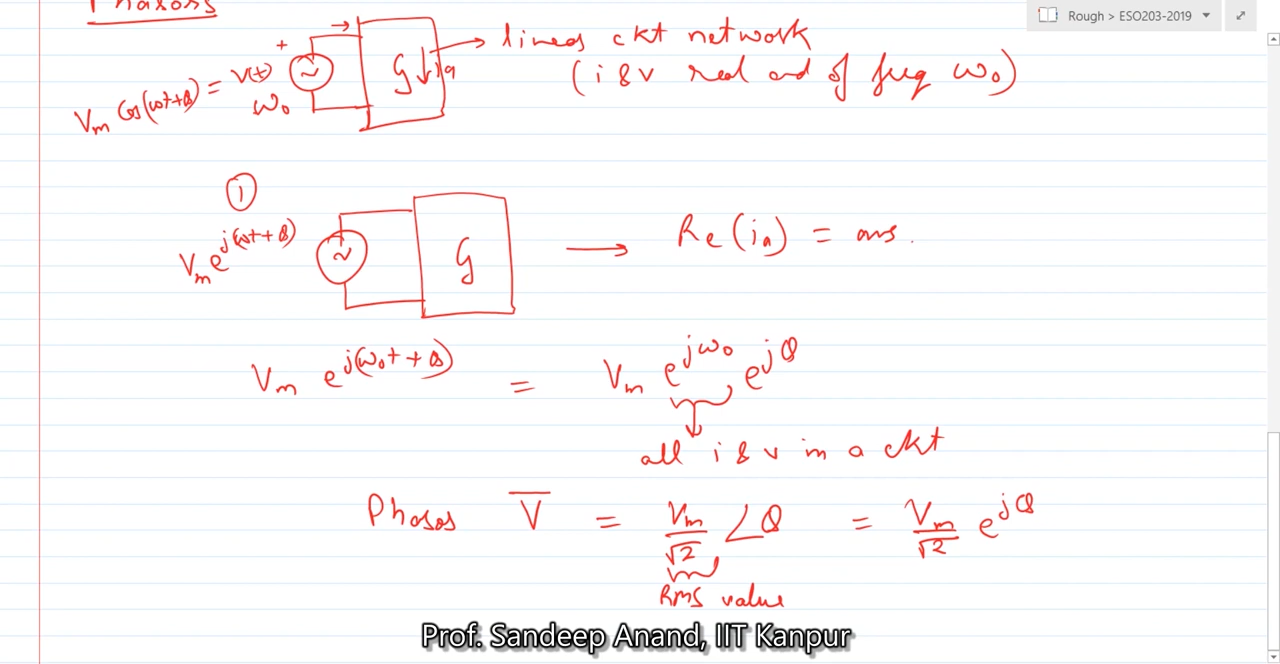 Phasors
Rough > ESO203-2019
Vm cos(ωt+θ) = v(t)
+
~
ω₀
G
ia
linear ckt network
(i & v real and of freq ω₀)
①
Vm e^j(ωt+θ)
~
G
Re(ia) = ans.
Vm e^j(ω₀t+θ) = Vm e^jω₀ e^jθ
all i & v in a ckt
Phasor V̅ = Vm/√2 ∠θ = Vm/√2 e^jθ
RMS value
Prof. Sandeep Anand, IIT Kanpur